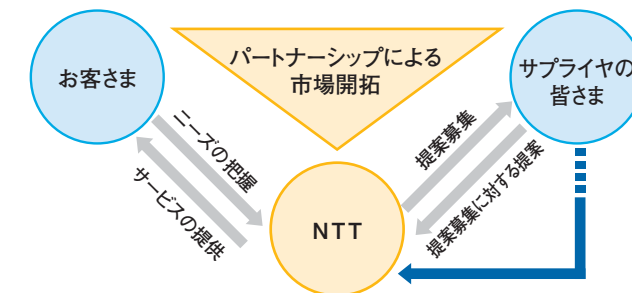 お客さま
パートナーシップによる
市場開拓
サプライヤの
皆さま
ニーズの把握
サービスの提供
提案募集
提案募集に対する提案
NTT